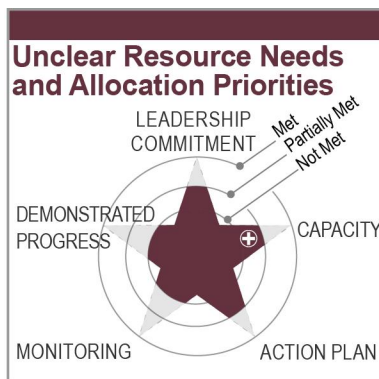 Unclear Resource Needs
and Allocation Priorities
LEADERSHIP
COMMITMENT
Met
Partially Met
Not Met
DEMONSTRATED
PROGRESS
CAPACITY
MONITORING
ACTION PLAN